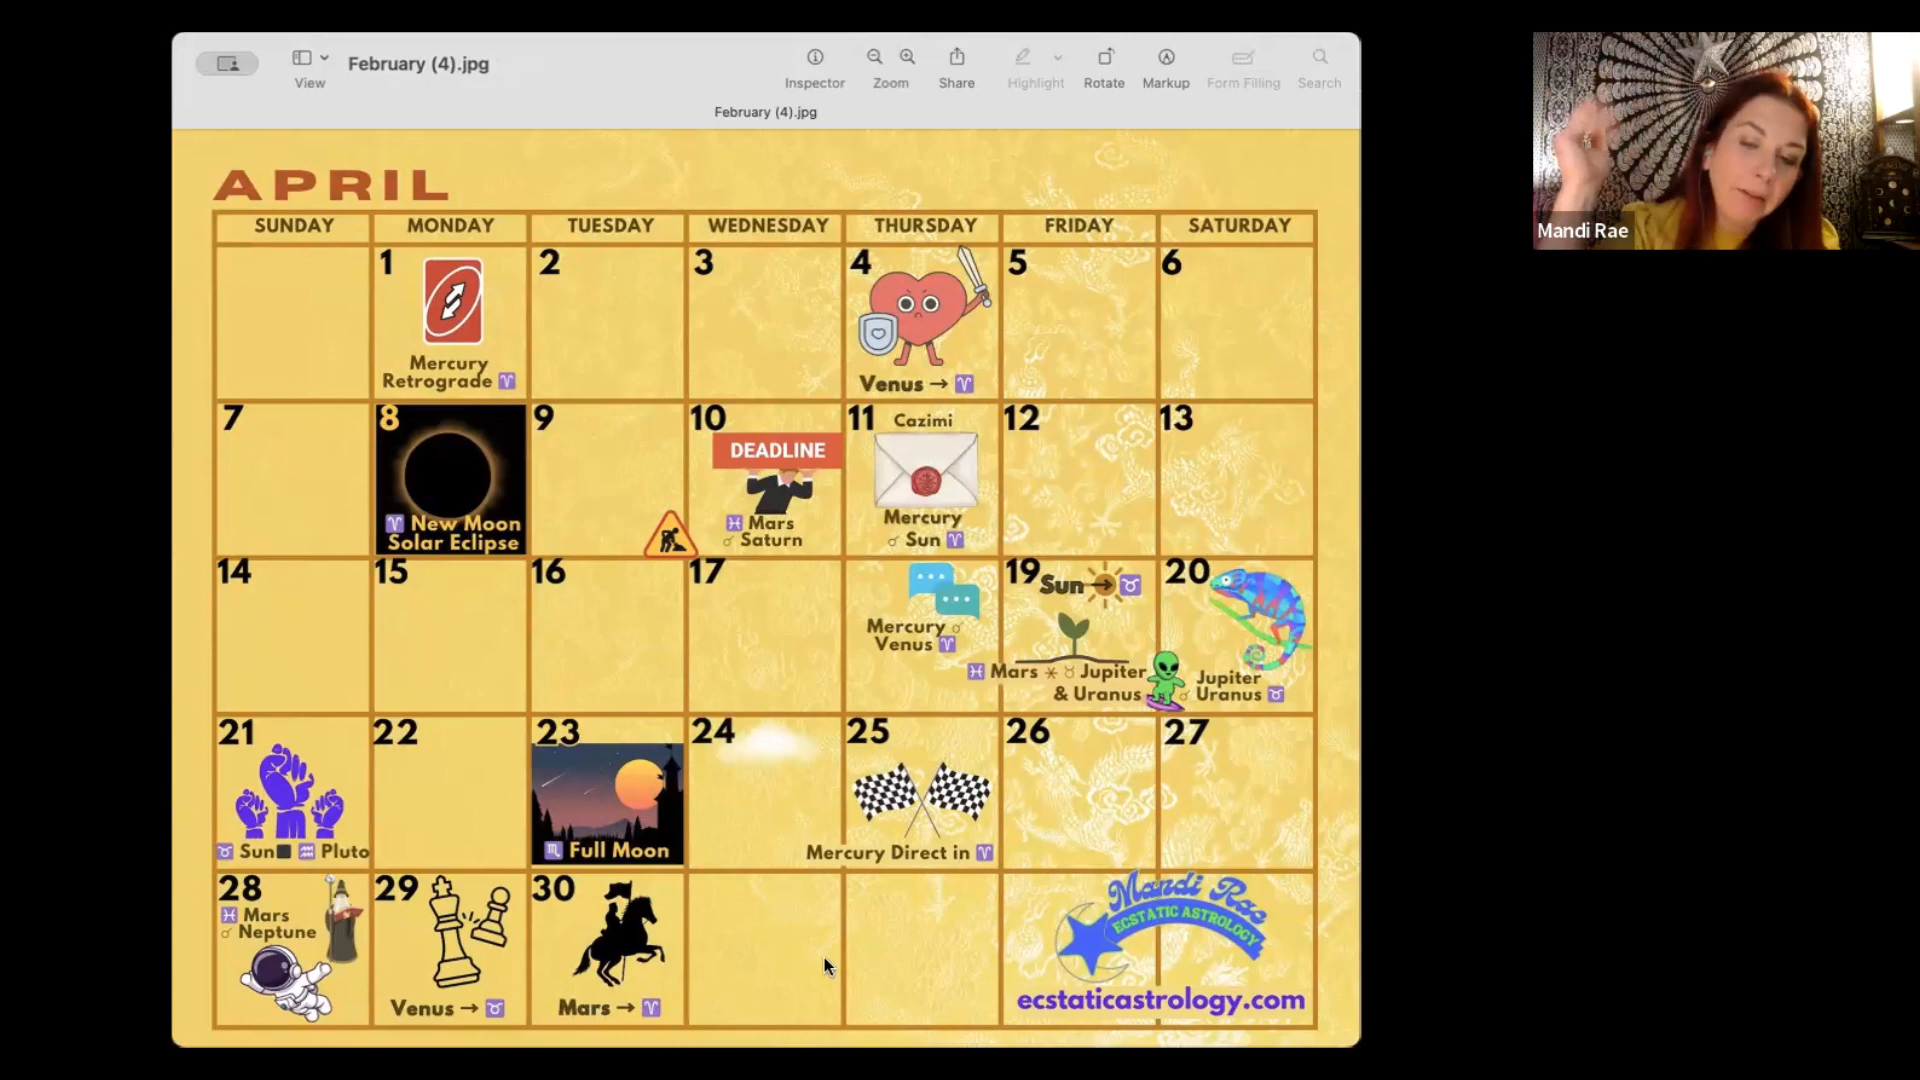 February (4).jpg
View
Inspector
Zoom
Share
Highlight
Rotate
Markup
Form Filling
Search
February (4).jpg
Mandi Rae
APRIL
SUNDAY MONDAY TUESDAY WEDNESDAY THURSDAY FRIDAY SATURDAY
1
Mercury
Retrograde ♈
2
3
4
Venus → ♈
5
6
7
8
♈ New Moon
Solar Eclipse
9
10
DEADLINE
♓ Mars
☌ Saturn
11
Cazimi
Mercury
☌ Sun ♈
12
13
14
15
16
17
Mercury ☌
Venus ♈
19
Sun → ♉
♓ Mars ⚹ ♉ Jupiter
& Uranus
20
Jupiter
☌ Uranus ♉
21
♉ Sun■ ♒ Pluto
22
23
♏ Full Moon
24
25
Mercury Direct in ♈
26
27
28
♓ Mars
☌ Neptune
29
Venus → ♉
30
Mars → ♈
Mandi Rae
ECSTATIC ASTROLOGY
ecstaticastrology.com